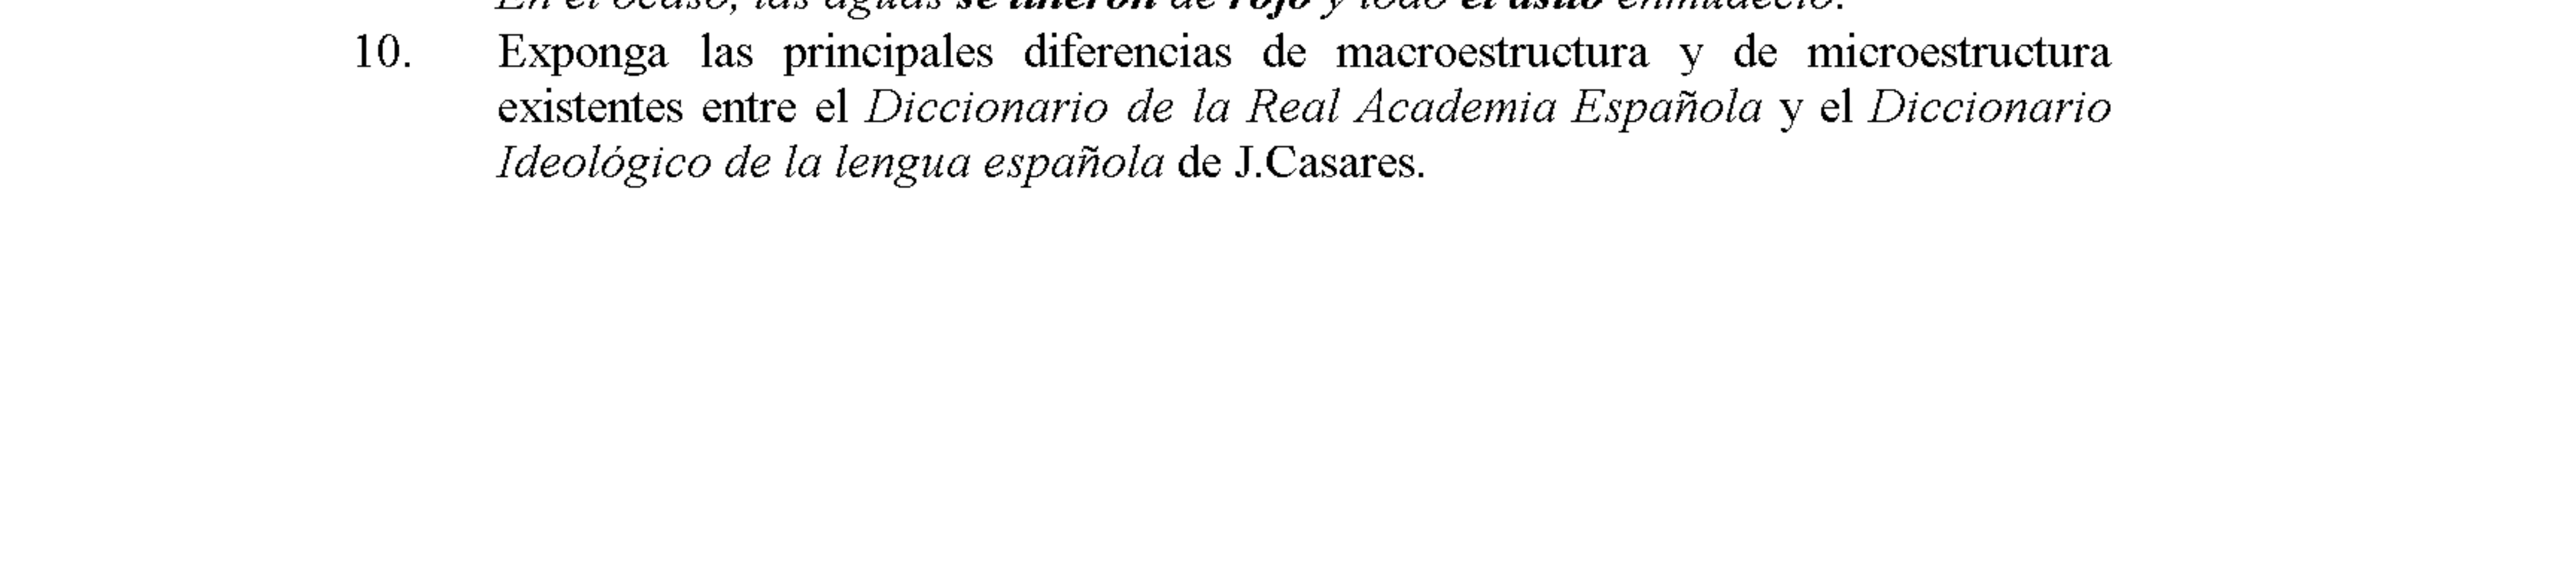 En el ocaso, las aguas se tiñeron de rojo y todo el asilo enmudeció.
10. Exponga las principales diferencias de macroestructura y de microestructura
existentes entre el Diccionario de la Real Academia Española y el Diccionario
Ideológico de la lengua española de J.Casares.